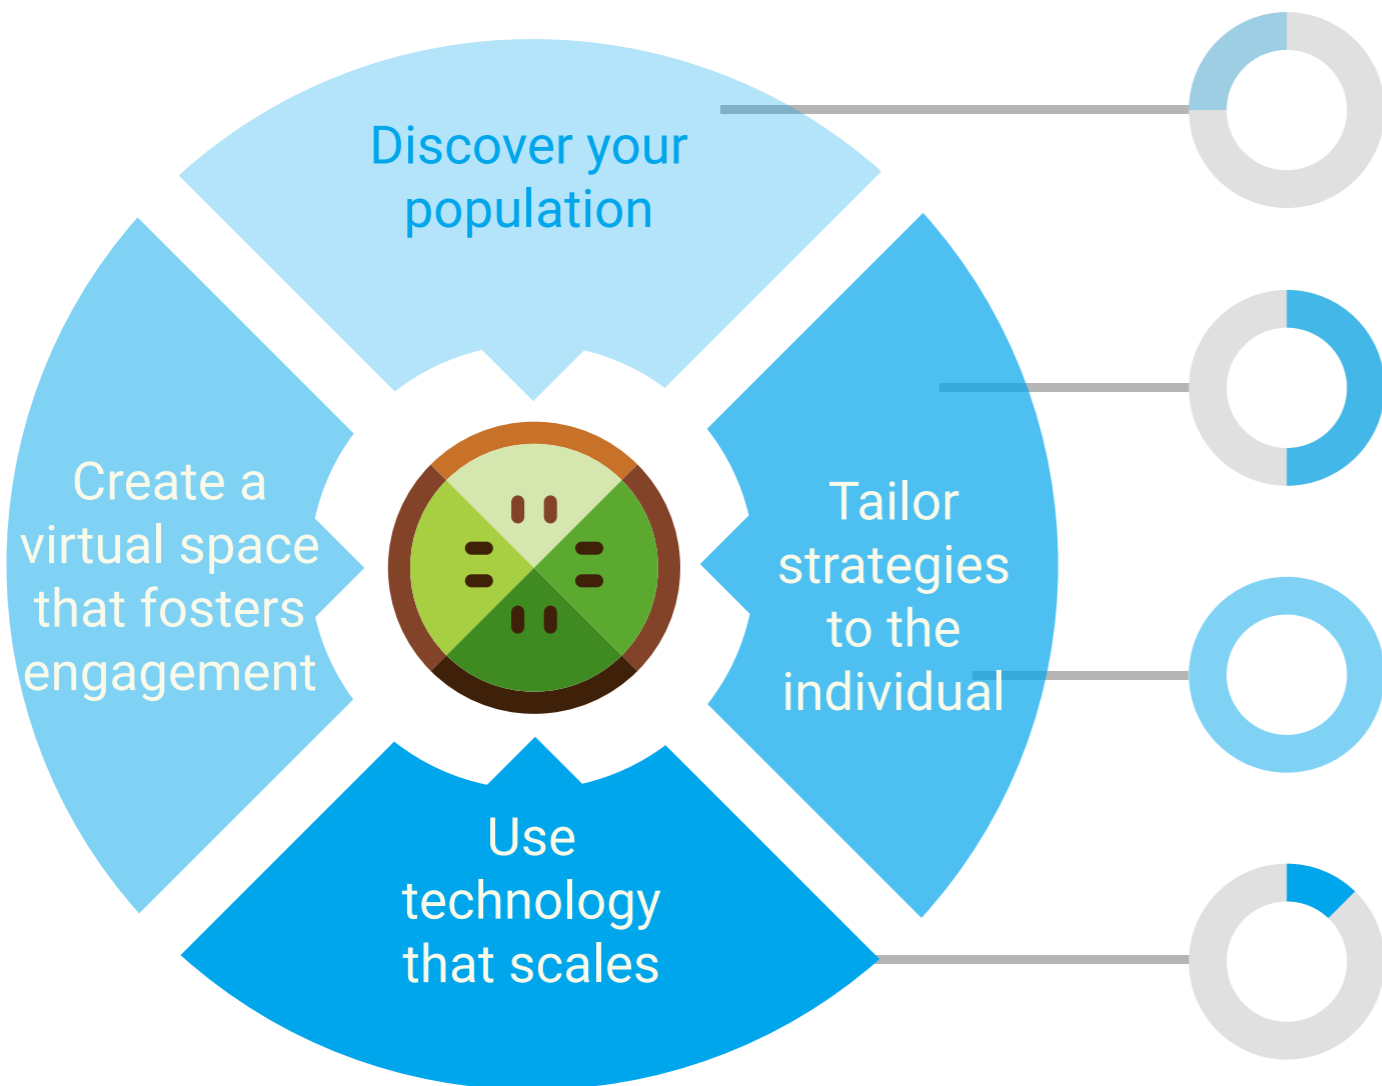 Discover your
population
Create a
virtual space
that fosters
engagement
Tailor
strategies
to the
individual
Use
technology
that scales